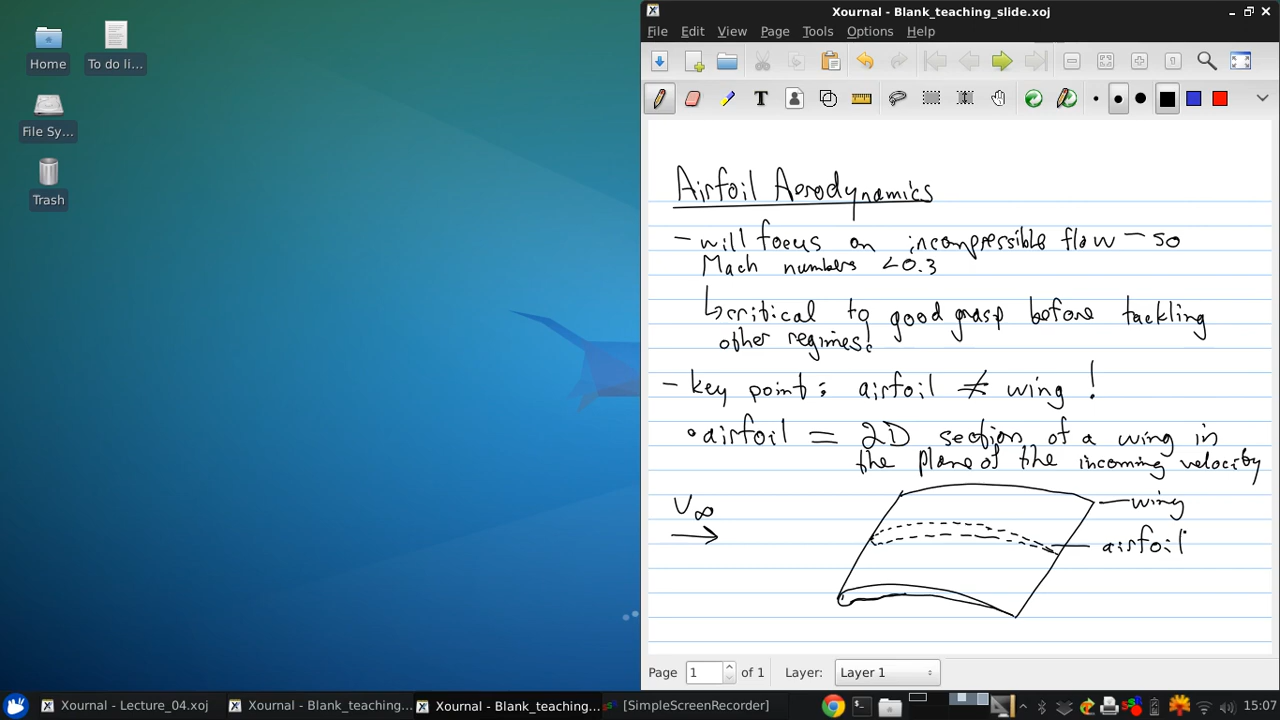 Xournal - Blank_teaching_slide.xoj
File Edit View Page Tools Options Help
Home
To do li...
File Sy...
Trash
Airfoil Aerodynamics
- will focus on incompressible flow - so
Mach numbers < 0.3
↳ critical to good grasp before tackling
other regimes!
- key point: airfoil ≠ wing!
• airfoil = 2D section of a wing in
the plane of the incoming velocity
V∞
wing
airfoil
Page 1 of 1 Layer: Layer 1
Xournal - Lecture_04.xoj
Xournal - Blank_teaching...
Xournal - Blank_teaching...
[SimpleScreenRecorder]
15:07